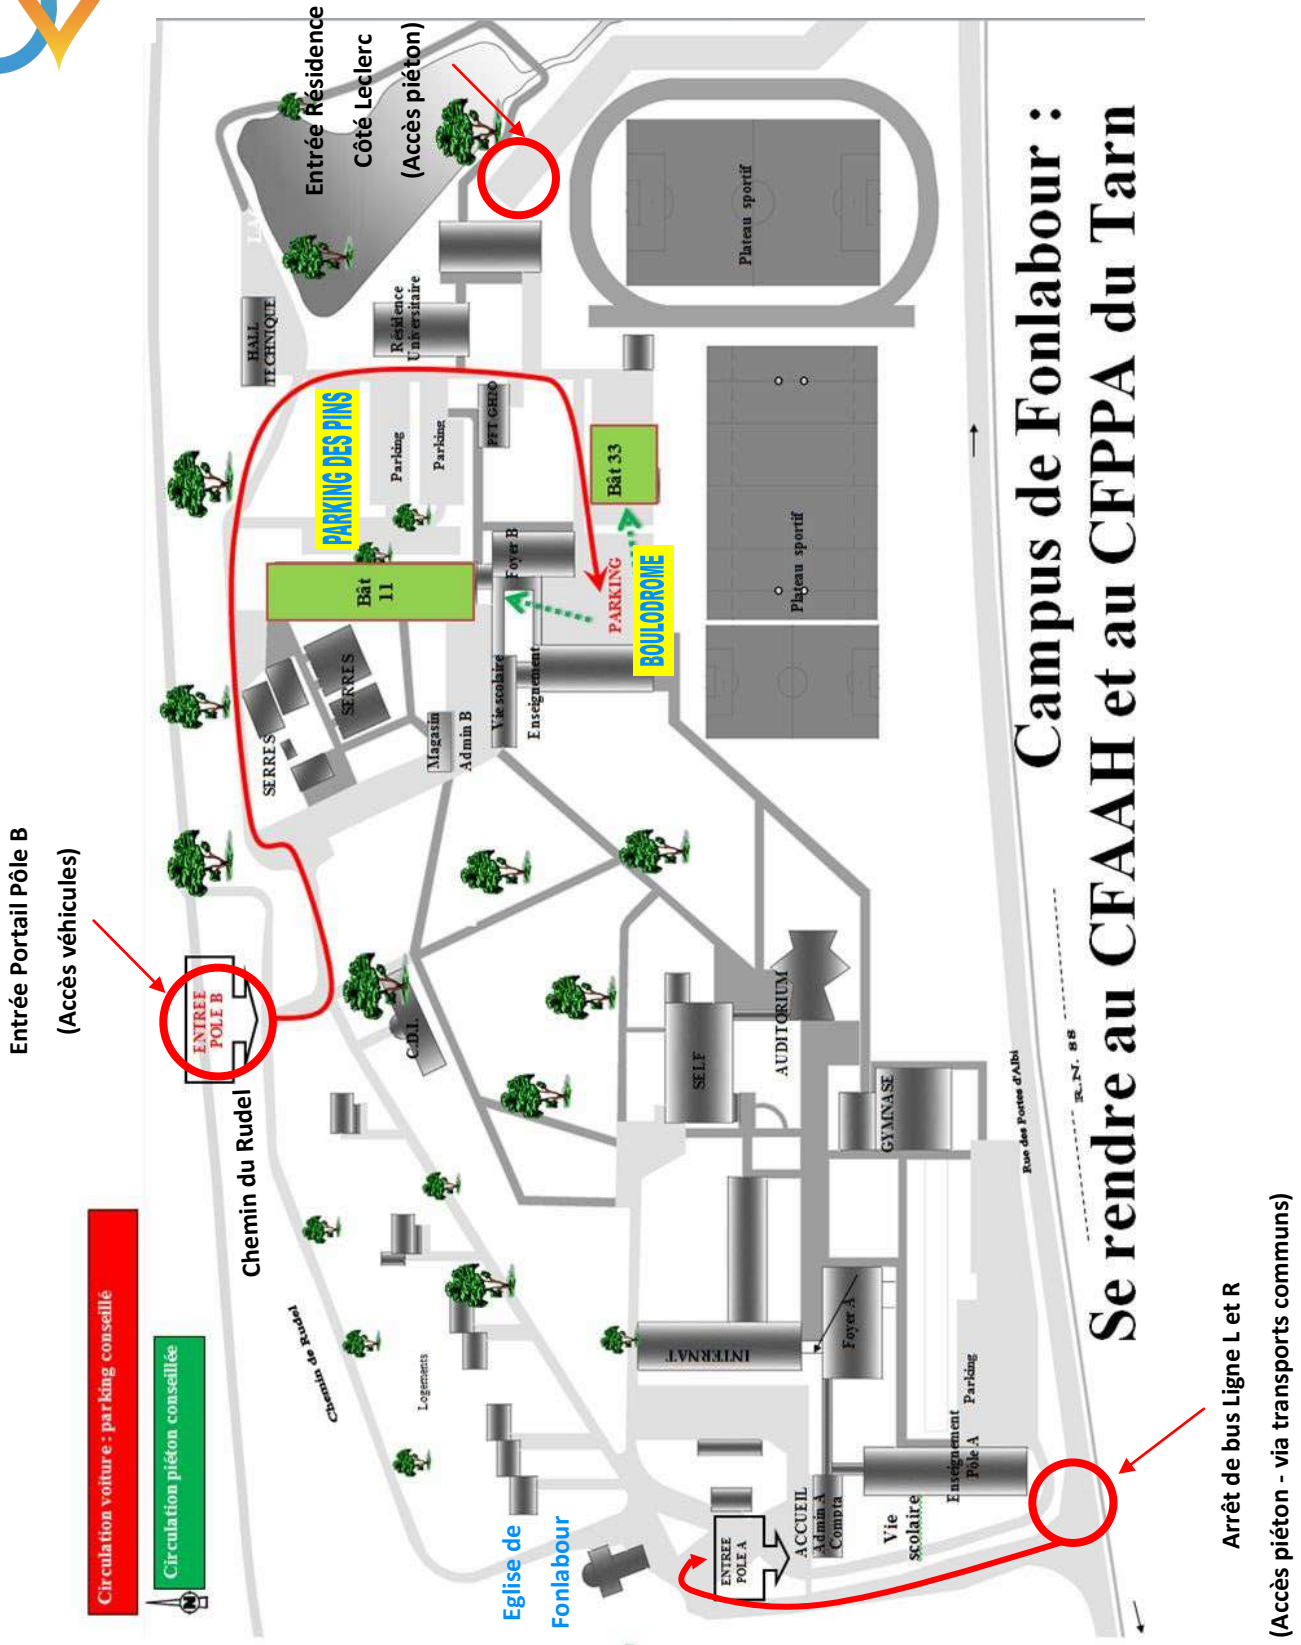 Campus de Fonlabour :
Se rendre au CFAAH et au CFPPA du Tarn
Circulation voiture : parking conseillé
Circulation piéton conseillée
N
Entrée Portail Pôle B
(Accès véhicules)
ENTREE
POLE B
Chemin du Rudel
Chemin de Rudel
Logements
Eglise de
Fonlabour
ENTREE
POLE A
ACCUEIL
Admin A
Compta
Vie
scolaire
Enseignement
Pôle A
Parking
Foyer A
INTERNAT
GYMNASE
SELF
AUDITORIUM
C.D.I.
SERRES
SERRES
Magasin
Admin B
Vie scolaire
Enseignement
Foyer B
Bât
11
PARKING DES PINS
Parking
Parking
PFT GH2O
HALL
TECHNIQUE
Résidence
Universitaire
Entrée Résidence
Côté Leclerc
(Accès piéton)
Bât 33
PARKING
BOULODROME
Plateau sportif
Plateau sportif
Rue des Portes d'Albi
R.N. 88
Arrêt de bus Ligne L et R
(Accès piéton - via transports communs)